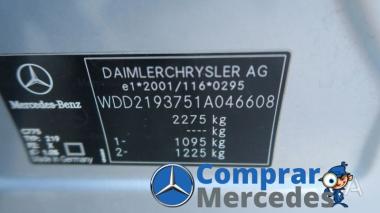 DAIMLERCHRYSLER AG
e1*2001/116*0295
Mercedes-Benz
WDD2193751A046608
2275 kg
---- kg
1- 1095 kg
2- 1225 kg
Made in Germany
Comprar
Mercedes